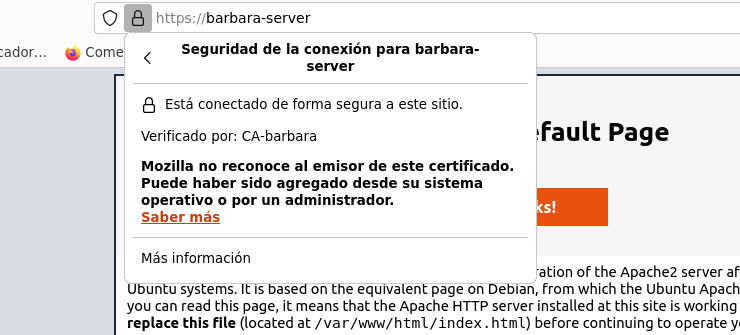 https://barbara-server
cador...
Come
Seguridad de la conexión para barbara-
server
Está conectado de forma segura a este sitio.
Verificado por: CA-barbara
Mozilla no reconoce al emisor de este certificado.
Puede haber sido agregado desde su sistema
operativo o por un administrador.
Saber más
Más información
efault Page
ks!
ration of the Apache2 server af
Ubuntu systems. It is based on the equivalent page on Debian, from which the Ubuntu Apach
you can read this page, it means that the Apache HTTP server installed at this site is working
replace this file (located at /var/www/html/index.html) before continuing to operate yo